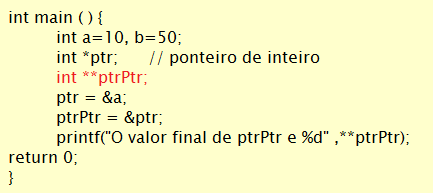 int main ( ) {
int a=10, b=50;
int *ptr; // ponteiro de inteiro
int **ptrPtr;
ptr = &a;
ptrPtr = &ptr;
printf("O valor final de ptrPtr e %d" ,**ptrPtr);
return 0;
}